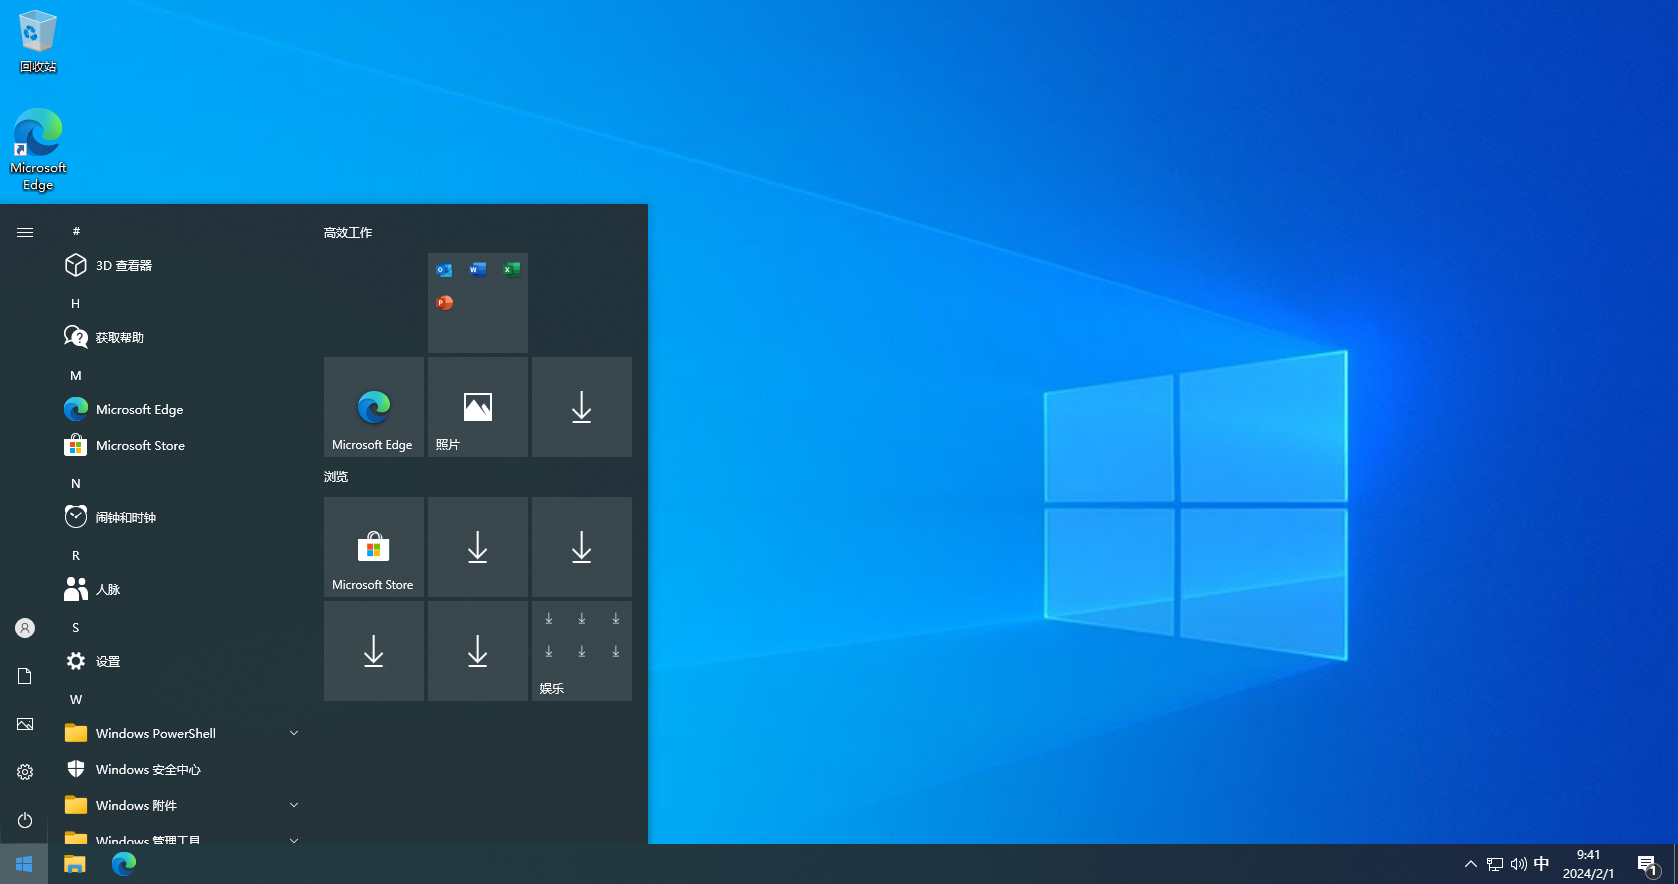 回收站
Microsoft
Edge
#
3D 查看器
H
获取帮助
M
Microsoft Edge
Microsoft Store
N
闹钟和时钟
R
人脉
S
设置
W
Windows PowerShell
Windows 安全中心
Windows 附件
Windows 管理工具
高效工作
Microsoft Edge
照片
浏览
Microsoft Store
娱乐
中
9:41
2024/2/1
1